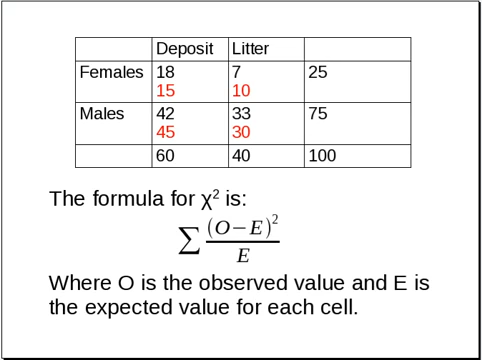 Deposit Litter
Females 18 7 25
15 10
Males 42 33 75
45 30
60 40 100
The formula for χ² is:
∑ (O−E)² / E
Where O is the observed value and E is
the expected value for each cell.